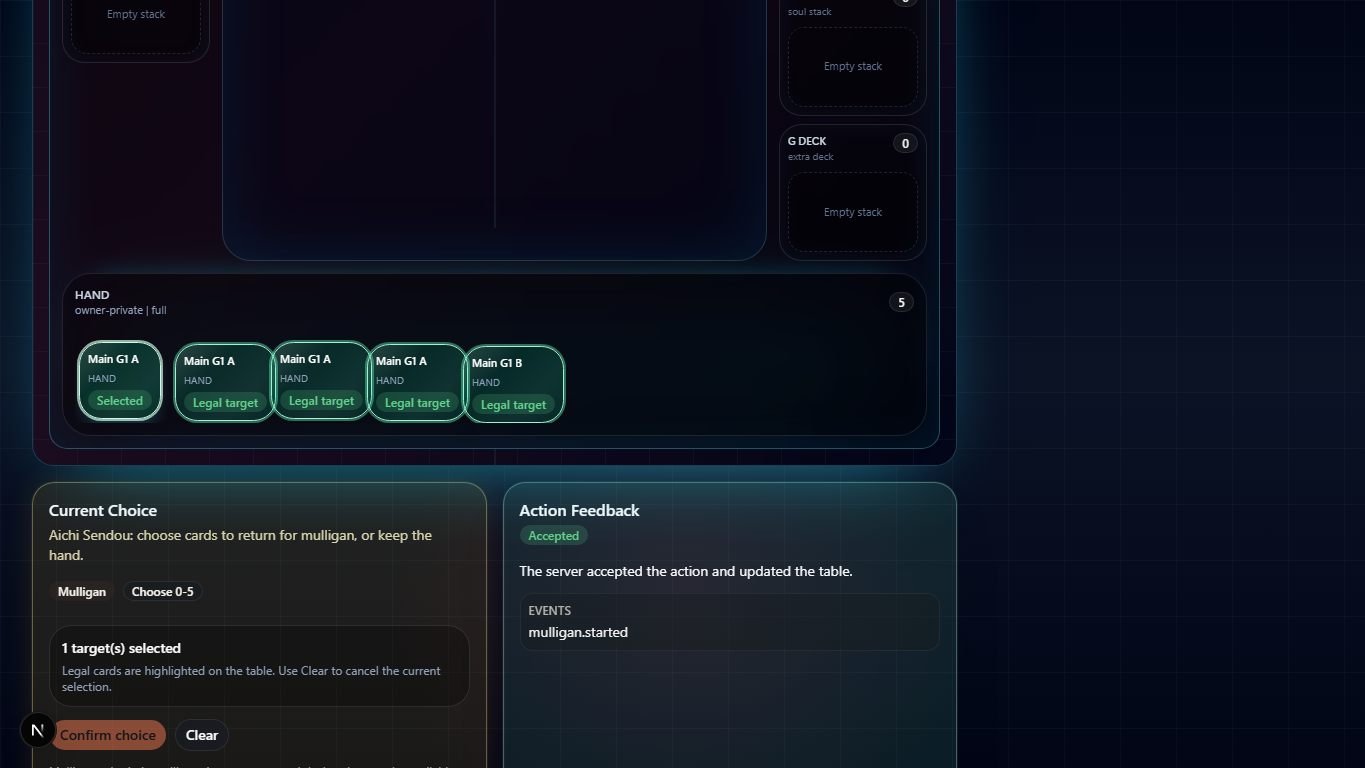 Empty stack
soul stack
Empty stack
G DECK
0
extra deck
Empty stack
HAND
owner-private | full
5
Main G1 A
HAND
Selected
Main G1 A
HAND
Legal target
Main G1 A
HAND
Legal target
Main G1 A
HAND
Legal target
Main G1 B
HAND
Legal target
Current Choice
Aichi Sendou: choose cards to return for mulligan, or keep the
hand.
Mulligan
Choose 0-5
1 target(s) selected
Legal cards are highlighted on the table. Use Clear to cancel the current
selection.
N
Confirm choice
Clear
Action Feedback
Accepted
The server accepted the action and updated the table.
EVENTS
mulligan.started